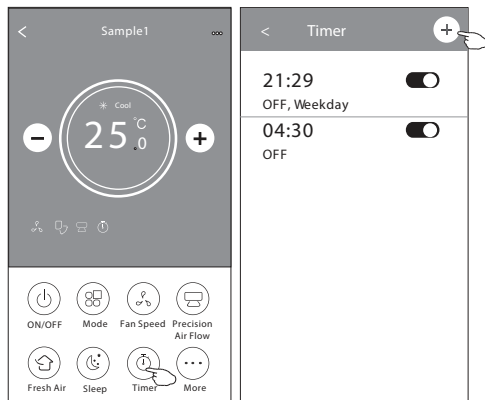 Sample1
Cool
25.0°C
ON/OFF
Mode
Fan Speed
Precision
Air Flow
Fresh Air
Sleep
Timer
More
Timer
21:29
OFF, Weekday
04:30
OFF